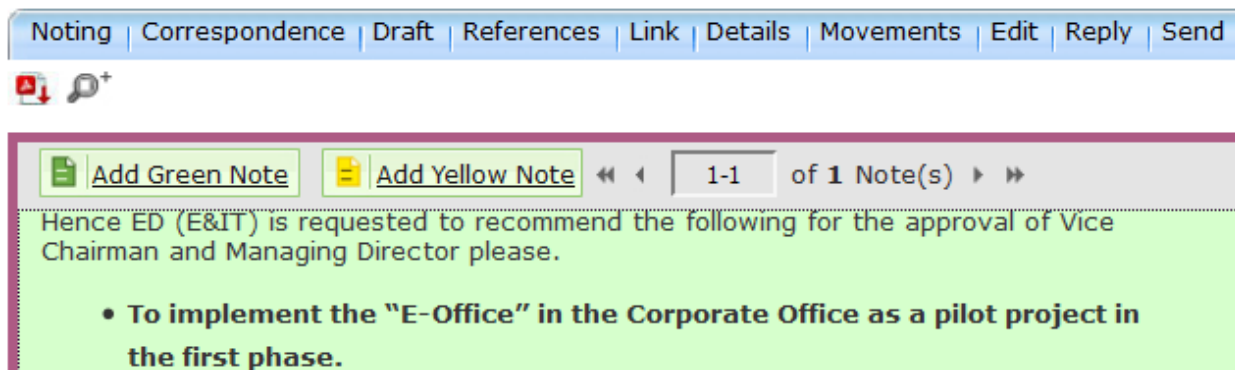 Noting | Correspondence | Draft | References | Link | Details | Movements | Edit | Reply | Send
Add Green Note Add Yellow Note 1-1 of 1 Note(s)
Hence ED (E&IT) is requested to recommend the following for the approval of Vice
Chairman and Managing Director please.
• To implement the “E-Office” in the Corporate Office as a pilot project in
the first phase.